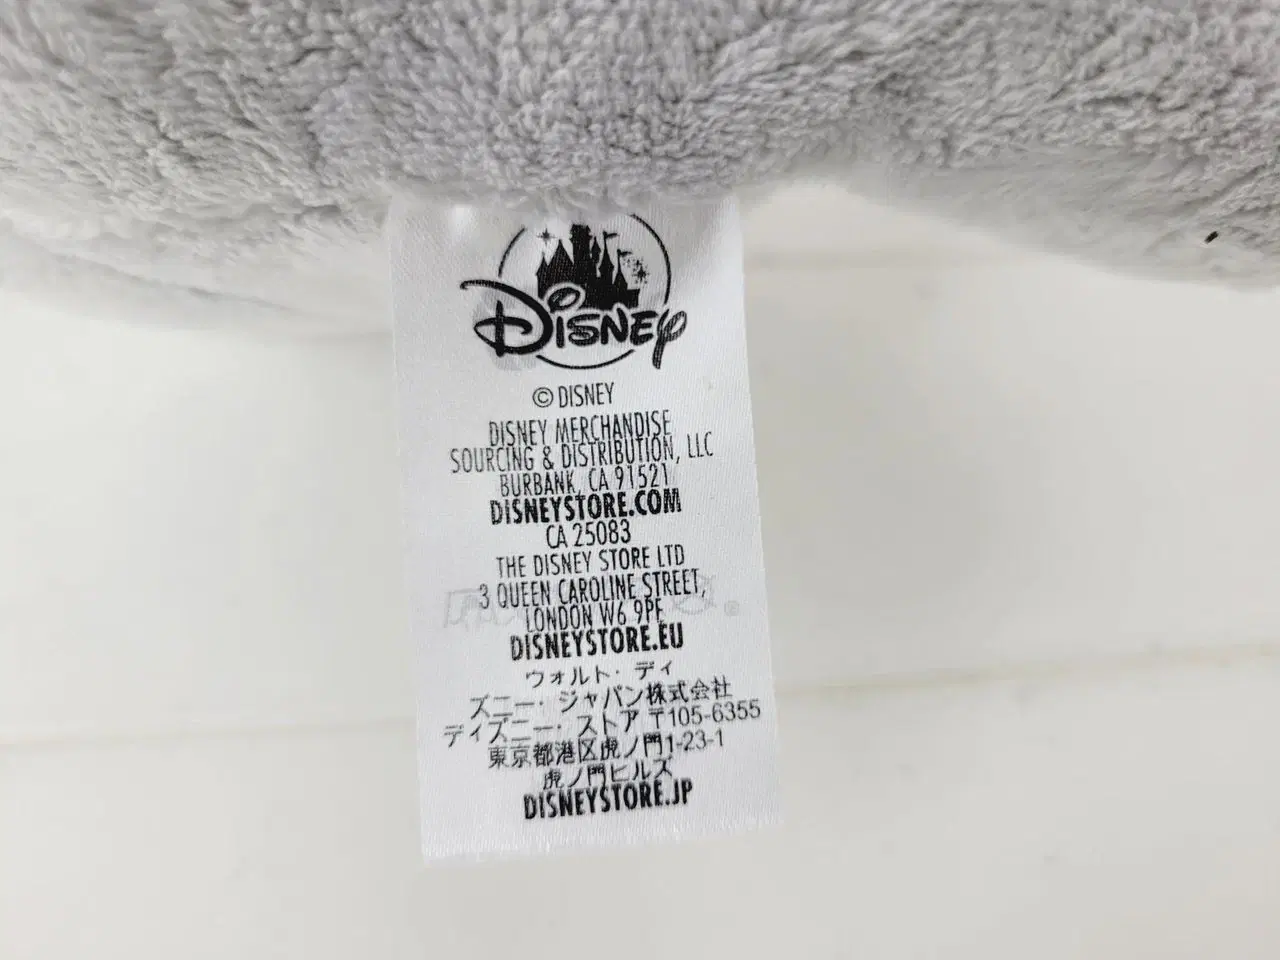 DISNEY
© DISNEY
DISNEY MERCHANDISE
SOURCING & DISTRIBUTION, LLC
BURBANK, CA 91521
DISNEYSTORE.COM
CA 25083
THE DISNEY STORE LTD
3 QUEEN CAROLINE STREET,
LONDON W6 9PE
DISNEYSTORE.EU
ウォルト・ディ
ズニー・ジャパン株式会社
ディズニー・ストア 〒105-6355
東京都港区虎ノ門1-23-1
虎ノ門ヒルズ
DISNEYSTORE.JP